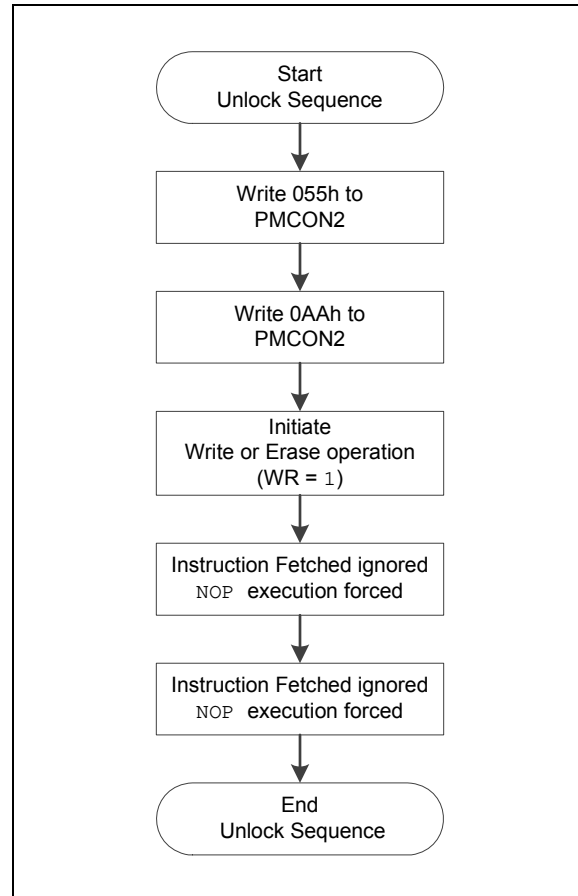 Start
Unlock Sequence
Write 055h to
PMCON2
Write 0AAh to
PMCON2
Initiate
Write or Erase operation
(WR = 1)
Instruction Fetched ignored
NOP execution forced
Instruction Fetched ignored
NOP execution forced
End
Unlock Sequence